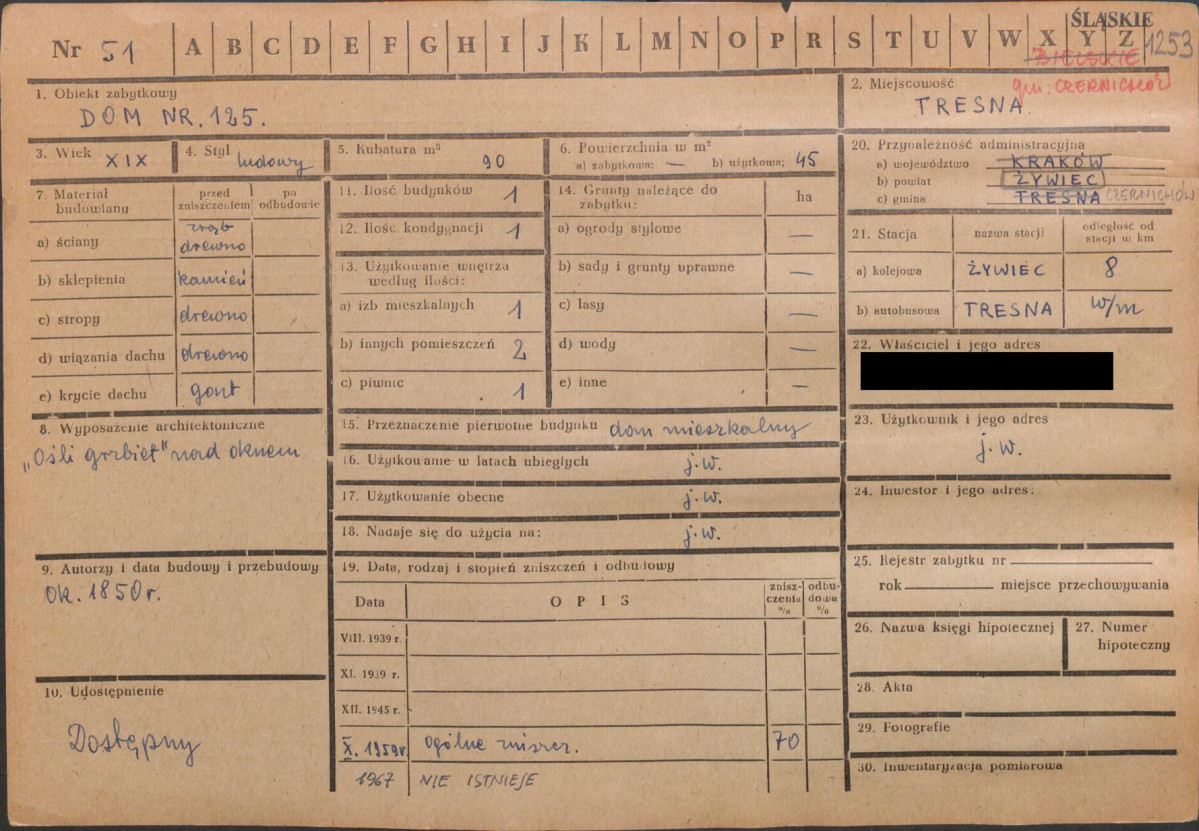 Nr 51 A B C D E F G H I J K L M N O P R S T U V W X Y Z
ŚLĄSKIE
BIELSKIE
1253
gm. CZERNICHÓW
1. Obiekt zabytkowy
DOM NR. 125.
2. Miejscowość
TRESNA
3. Wiek XIX
4. Styl ludowy
5. Kubatura m³ 90
6. Powierzchnia w m²
a) zabytkowa: — b) użytkowa: 45
7. Materiał budowlany
przed zniszczeniem
po odbudowie
a) ściany zrąb drewno
b) sklepienia kamień
c) stropy drewno
d) wiązania dachu drewno
e) krycie dachu gont
8. Wyposażenie architektoniczne
„Ośli grzbiet" nad oknem
9. Autorzy i data budowy i przebudowy
ok. 1850 r.
10. Udostępnienie
Dostępny
11. Ilość budynków 1
12. Ilość kondygnacji 1
13. Użytkowanie wnętrza według ilości:
a) izb mieszkalnych 1
b) innych pomieszczeń 2
c) piwnic 1
14. Grunty należące do zabytku: ha
a) ogrody stylowe —
b) sady i grunty uprawne —
c) lasy —
d) wody —
e) inne —
15. Przeznaczenie pierwotne budynku dom mieszkalny
16. Użytkowanie w latach ubiegłych j.w.
17. Użytkowanie obecne j.w.
18. Nadaje się do użycia na: j.w.
19. Data, rodzaj i stopień zniszczeń i odbudowy
Data OPIS zniszczenia % odbudowa %
VIII. 1939 r.
XI. 1939 r.
XII. 1945 r.
X. 1959 r. ogólne zniszcz. 70
1967 NIE ISTNIEJE
20. Przynależność administracyjna
a) województwo KRAKÓW
b) powiat ŻYWIEC
c) gmina TRESNA CZERNICHÓW
21. Stacja nazwa stacji odległość od stacji w km
a) kolejowa ŻYWIEC 8
b) autobusowa TRESNA w/m
22. Właściciel i jego adres
23. Użytkownik i jego adres
j.w.
24. Inwestor i jego adres:
25. Rejestr zabytku nr
rok miejsce przechowywania
26. Nazwa księgi hipotecznej
27. Numer hipoteczny
28. Akta
29. Fotografie
30. Inwentaryzacja pomiarowa